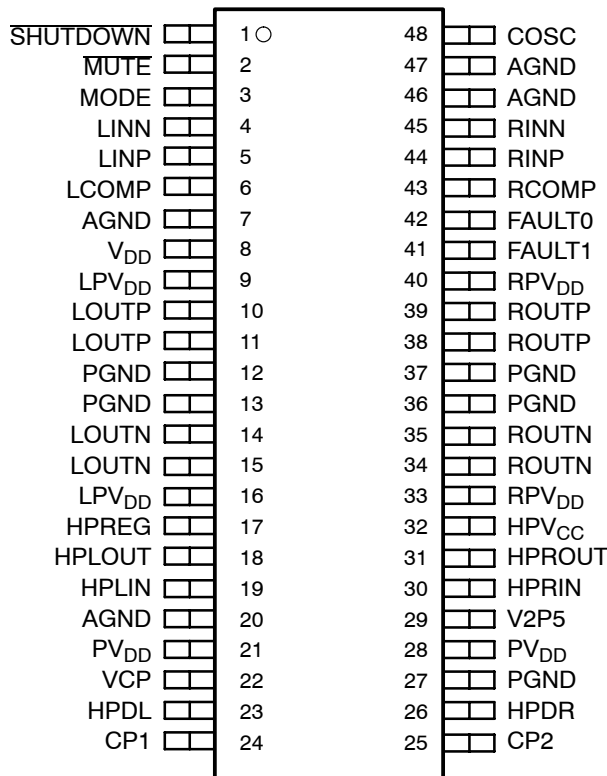 SHUTDOWN 1 48 COSC
MUTE 2 47 AGND
MODE 3 46 AGND
LINN 4 45 RINN
LINP 5 44 RINP
LCOMP 6 43 RCOMP
AGND 7 42 FAULT0
VDD 8 41 FAULT1
LPVDD 9 40 RPVDD
LOUTP 10 39 ROUTP
LOUTP 11 38 ROUTP
PGND 12 37 PGND
PGND 13 36 PGND
LOUTN 14 35 ROUTN
LOUTN 15 34 ROUTN
LPVDD 16 33 RPVDD
HPREG 17 32 HPVCC
HPLOUT 18 31 HPROUT
HPLIN 19 30 HPRIN
AGND 20 29 V2P5
PVDD 21 28 PVDD
VCP 22 27 PGND
HPDL 23 26 HPDR
CP1 24 25 CP2